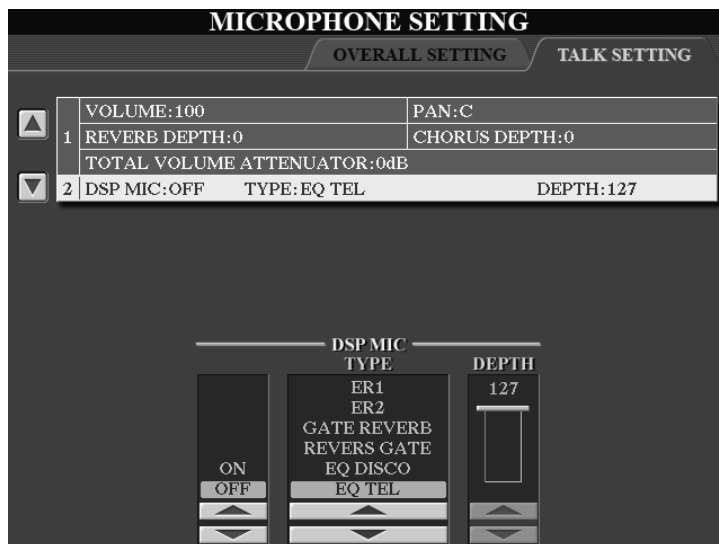 MICROPHONE SETTING
OVERALL SETTING TALK SETTING
VOLUME:100 PAN:C
1 REVERB DEPTH:0 CHORUS DEPTH:0
TOTAL VOLUME ATTENUATOR:0dB
2 DSP MIC:OFF TYPE:EQ TEL DEPTH:127
DSP MIC
TYPE DEPTH
ER1 127
ER2
GATE REVERB
REVERS GATE
ON EQ DISCO
OFF EQ TEL